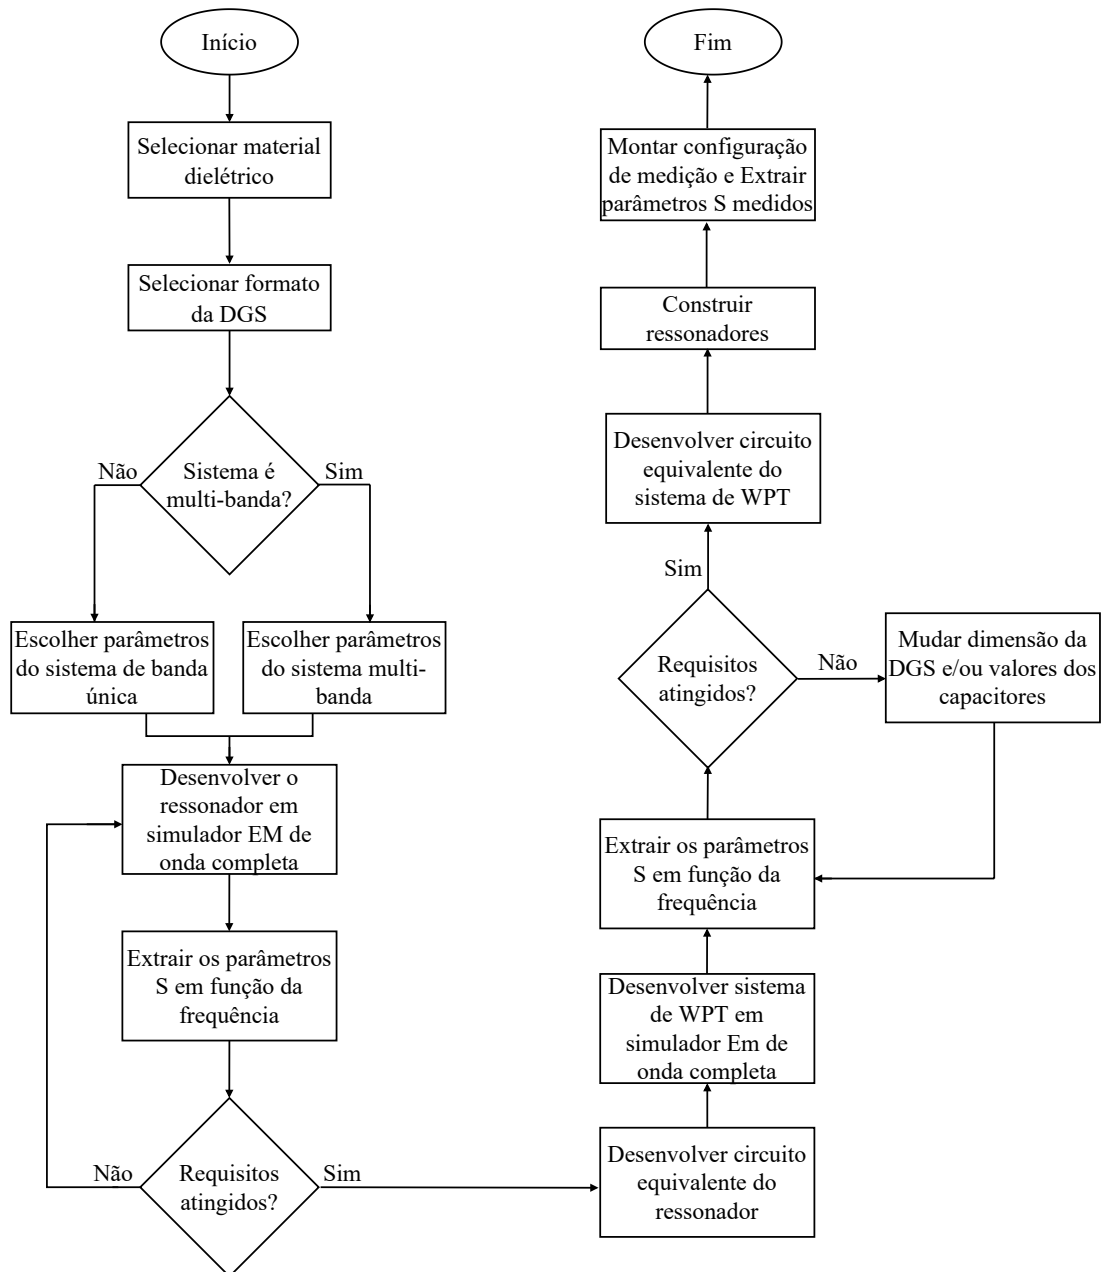 Início
Selecionar material
dielétrico
Selecionar formato
da DGS
Sistema é
multi-banda?
Não
Sim
Escolher parâmetros
do sistema de banda
única
Escolher parâmetros
do sistema multi-
banda
Desenvolver o
ressonador em
simulador EM de
onda completa
Extrair os parâmetros
S em função da
frequência
Requisitos
atingidos?
Não
Sim
Desenvolver circuito
equivalente do
ressonador
Desenvolver sistema
de WPT em
simulador Em de
onda completa
Extrair os parâmetros
S em função da
frequência
Requisitos
atingidos?
Não
Mudar dimensão da
DGS e/ou valores dos
capacitores
Sim
Desenvolver circuito
equivalente do
sistema de WPT
Construir
ressonadores
Montar configuração
de medição e Extrair
parâmetros S medidos
Fim